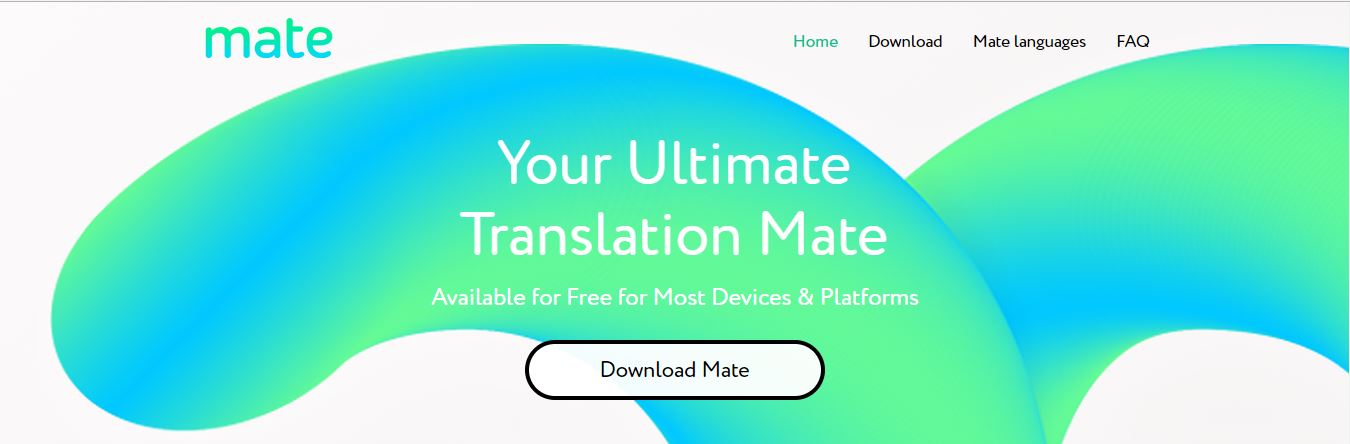 mate
Home Download Mate languages FAQ
Your Ultimate
Translation Mate
Available for Free for Most Devices & Platforms
Download Mate